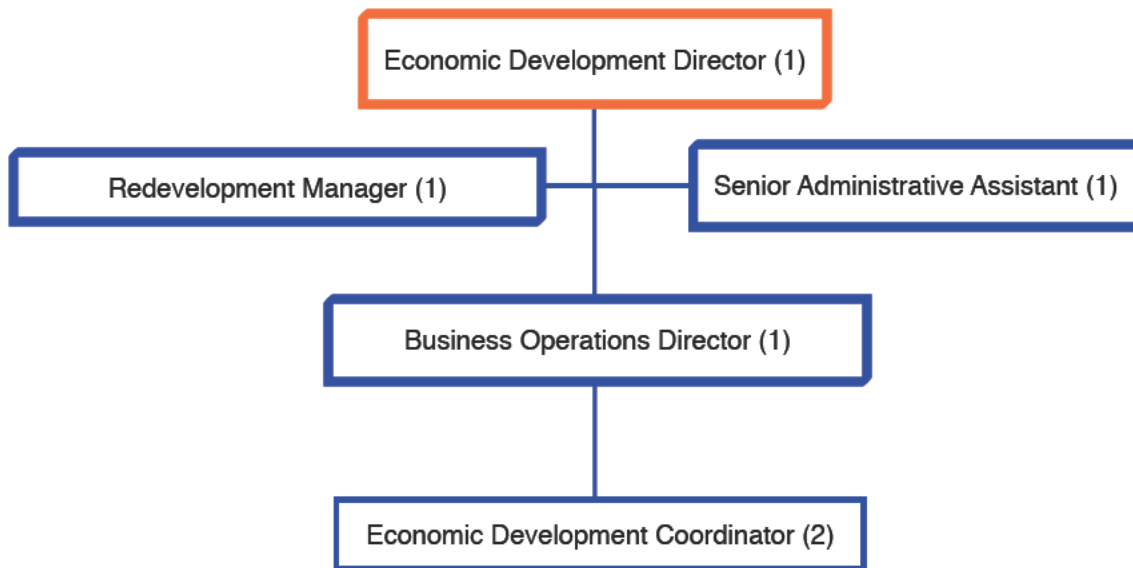 Economic Development Director (1)
Redevelopment Manager (1)
Senior Administrative Assistant (1)
Business Operations Director (1)
Economic Development Coordinator (2)